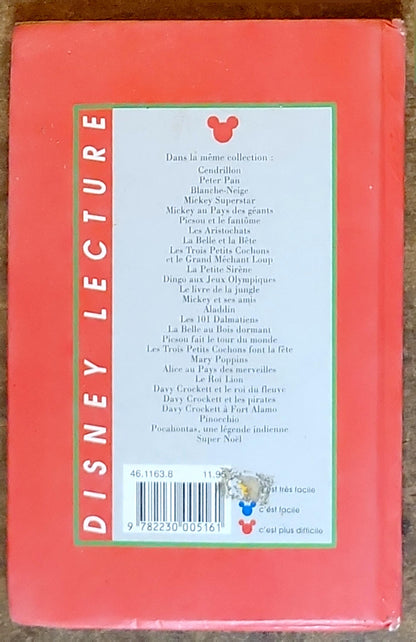 DISNEY LECTURE
Dans la même collection :
Cendrillon
Peter Pan
Blanche-Neige
Mickey Superstar
Mickey au Pays des géants
Picsou et le fantôme
Les Aristochats
La Belle et la Bête
Les Trois Petits Cochons
et le Grand Méchant Loup
La Petite Sirène
Dingo aux Jeux Olympiques
Le livre de la jungle
Mickey et ses amis
Aladdin
Les 101 Dalmatiens
La Belle au Bois dormant
Picsou fait le tour du monde
Les Trois Petits Cochons font la fête
Mary Poppins
Alice au Pays des merveilles
Le Roi Lion
Davy Crockett et le roi du fleuve
Davy Crockett et les pirates
Davy Crockett à Fort Alamo
Pinocchio
Pocahontas, une légende indienne
Super Noël
46.1163.8
9 782230 005161
très facile
c'est facile
c'est plus difficile